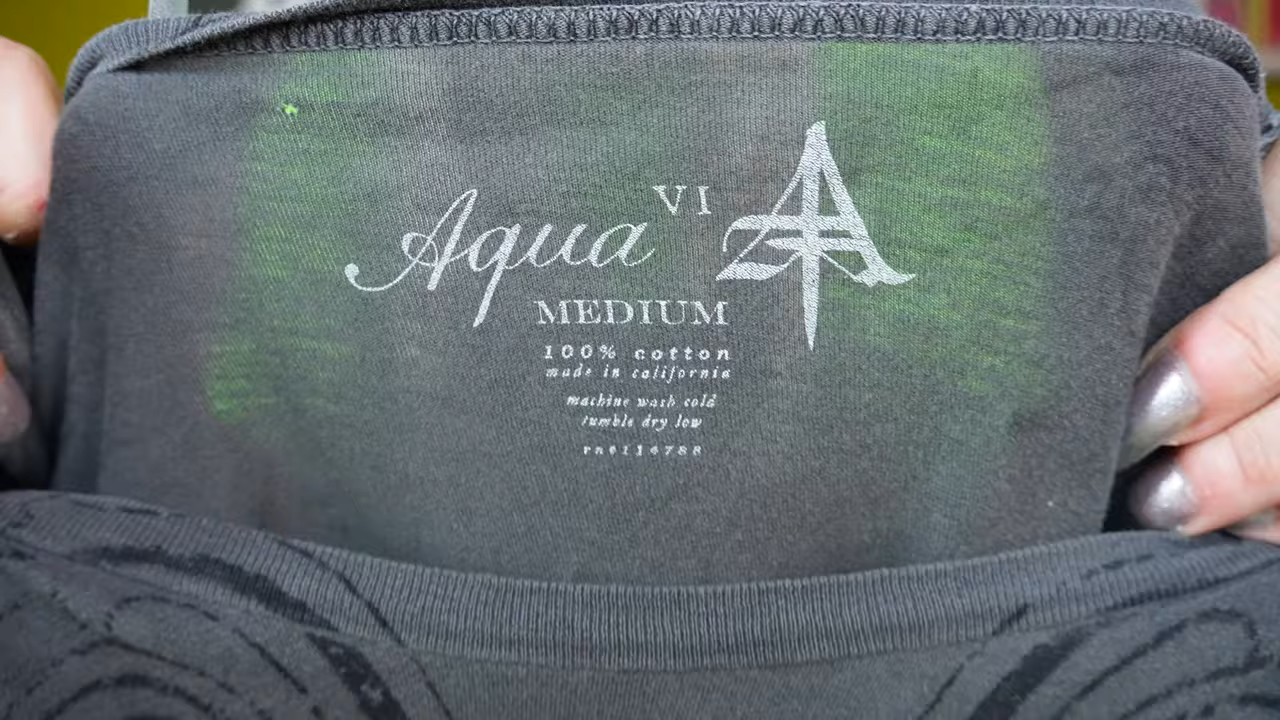 Aqua VI
MEDIUM
100% cotton
made in california
machine wash cold
tumble dry low